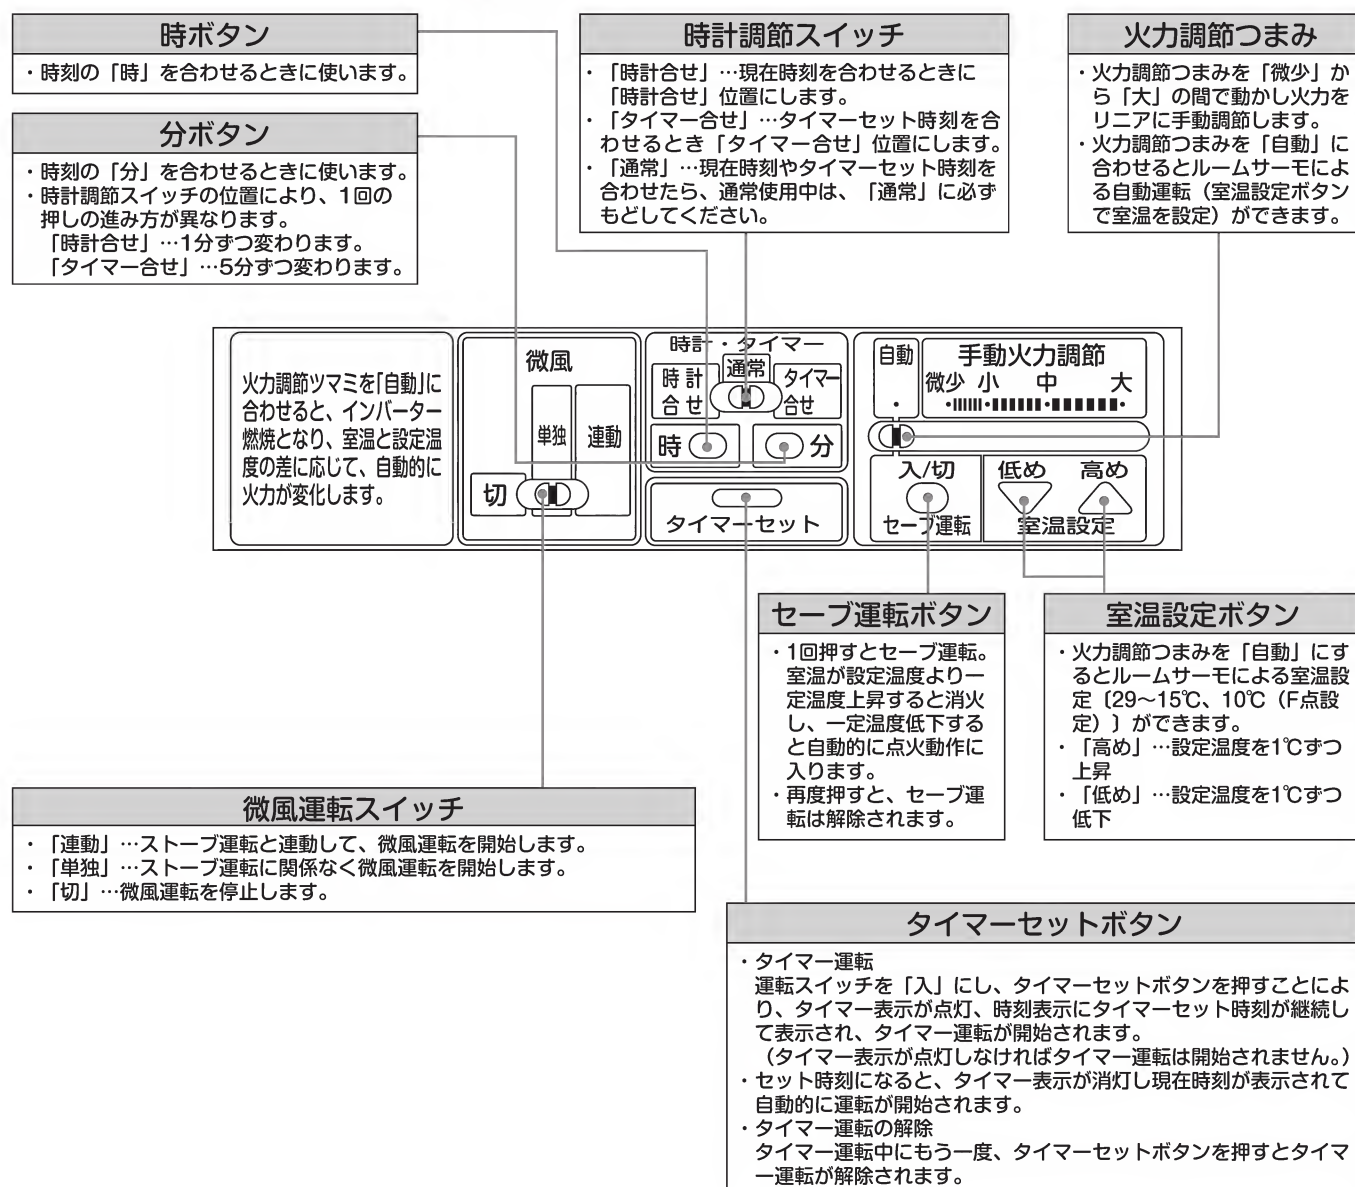 時ボタン
・時刻の「時」を合わせるときに使います。
分ボタン
・時刻の「分」を合わせるときに使います。
・時計調節スイッチの位置により、1回の
押しの進み方が異なります。
「時計合せ」…1分ずつ変わります。
「タイマー合せ」…5分ずつ変わります。
時計調節スイッチ
・「時計合せ」…現在時刻を合わせるときに
「時計合せ」位置にします。
・「タイマー合せ」…タイマーセット時刻を合
わせるとき「タイマー合せ」位置にします。
・「通常」…現在時刻やタイマーセット時刻を
合わせたら、通常使用中は、「通常」に必ず
もどしてください。
火力調節つまみ
・火力調節つまみを「微少」か
ら「大」の間で動かし火力を
リニアに手動調節します。
・火力調節つまみを「自動」に
合わせるとルームサーモによ
る自動運転（室温設定ボタン
で室温を設定）ができます。
火力調節ツマミを「自動」に
合わせると、インバーター
燃焼となり、室温と設定温
度の差に応じて、自動的に
火力が変化します。
微風
単独
連動
切
時計・タイマー
時計
合せ
通常
タイマー
合せ
時
分
タイマーセット
自動
手動火力調節
微少 小 中 大
入/切
セーブ運転
低め 高め
室温設定
セーブ運転ボタン
・1回押すとセーブ運転。
室温が設定温度より一
定温度上昇すると消火
し、一定温度低下する
と自動的に点火動作に
入ります。
・再度押すと、セーブ運
転は解除されます。
室温設定ボタン
・火力調節つまみを「自動」にす
るとルームサーモによる室温設
定〔29～15℃、10℃（F点設
定）〕ができます。
・「高め」…設定温度を1℃ずつ
上昇
・「低め」…設定温度を1℃ずつ
低下
微風運転スイッチ
・「連動」…ストーブ運転と連動して、微風運転を開始します。
・「単独」…ストーブ運転に関係なく微風運転を開始します。
・「切」…微風運転を停止します。
タイマーセットボタン
・タイマー運転
運転スイッチを「入」にし、タイマーセットボタンを押すことによ
り、タイマー表示が点灯、時刻表示にタイマーセット時刻が継続し
て表示され、タイマー運転が開始されます。
（タイマー表示が点灯しなければタイマー運転は開始されません。）
・セット時刻になると、タイマー表示が消灯し現在時刻が表示されて
自動的に運転が開始されます。
・タイマー運転の解除
タイマー運転中にもう一度、タイマーセットボタンを押すとタイマ
ー運転が解除されます。